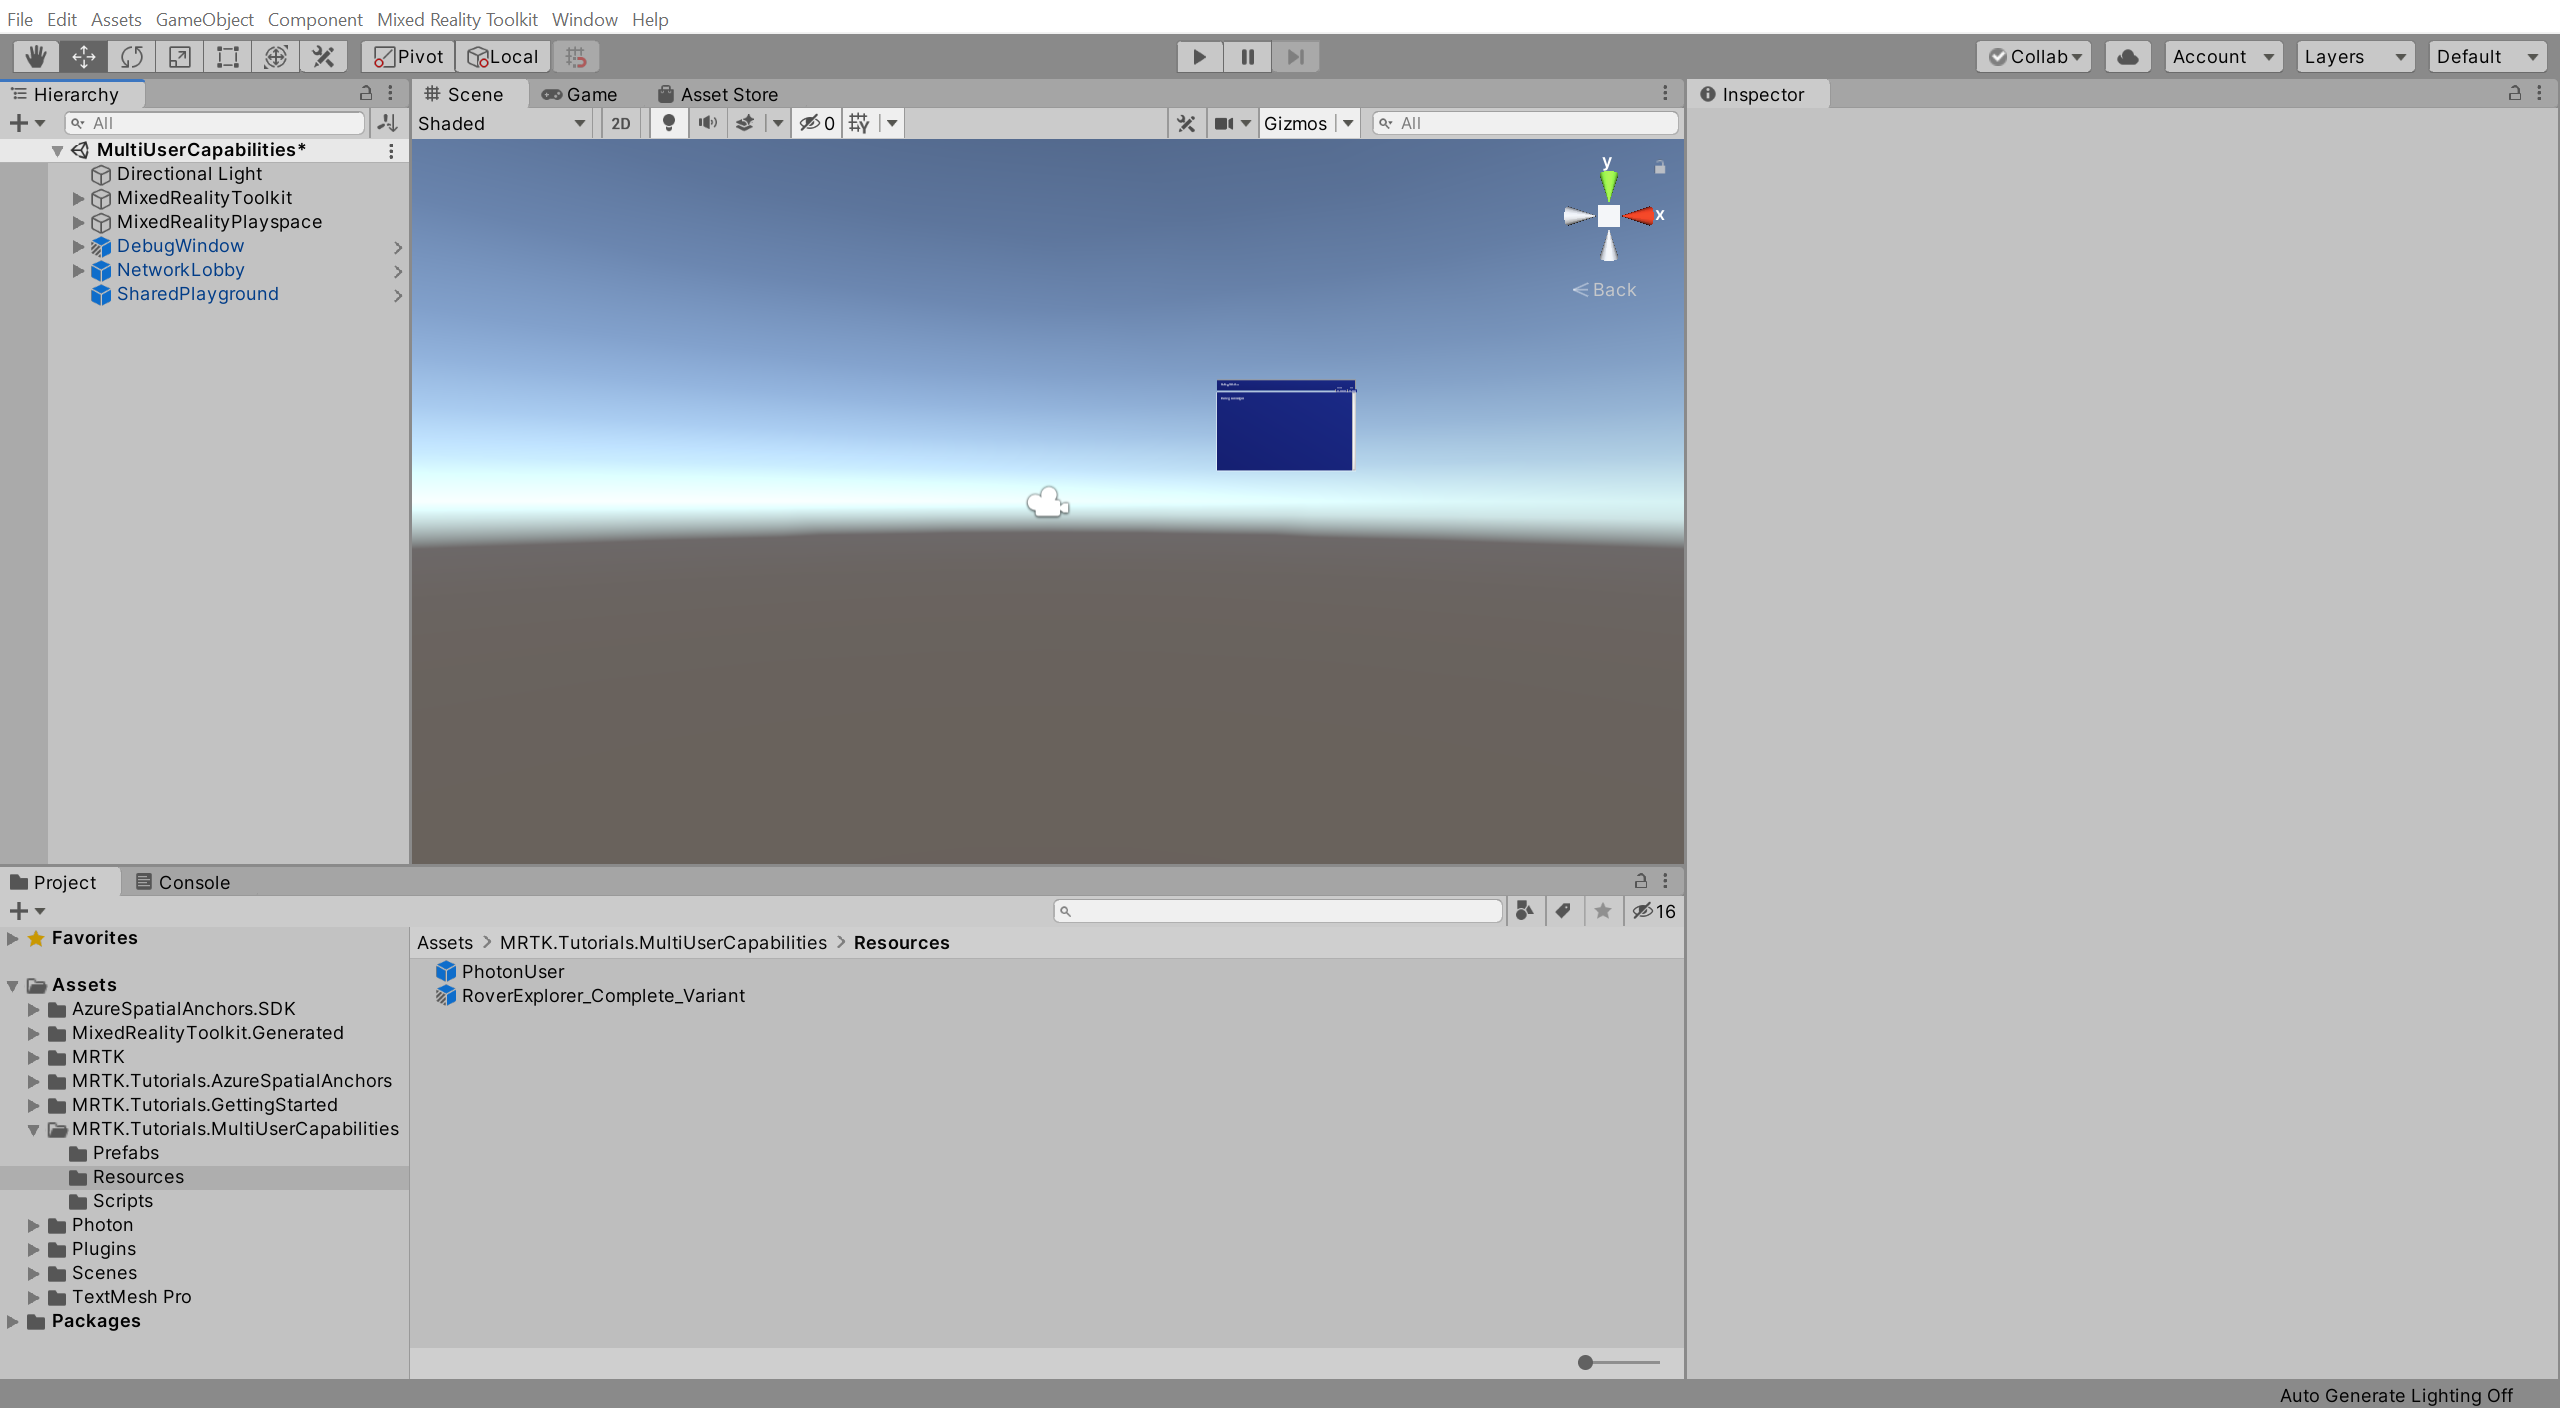 File Edit Assets GameObject Component Mixed Reality Toolkit Window Help
Pivot Local Collab Account Layers Default
Hierarchy
All
MultiUserCapabilities*
Directional Light
MixedRealityToolkit
MixedRealityPlayspace
DebugWindow
NetworkLobby
SharedPlayground
Scene Game Asset Store
Shaded 2D 0 Gizmos All
y
x
Back
Inspector
Project Console
16
Favorites
Assets
AzureSpatialAnchors.SDK
MixedRealityToolkit.Generated
MRTK
MRTK.Tutorials.AzureSpatialAnchors
MRTK.Tutorials.GettingStarted
MRTK.Tutorials.MultiUserCapabilities
Prefabs
Resources
Scripts
Photon
Plugins
Scenes
TextMesh Pro
Packages
Assets > MRTK.Tutorials.MultiUserCapabilities > Resources
PhotonUser
RoverExplorer_Complete_Variant
Auto Generate Lighting Off